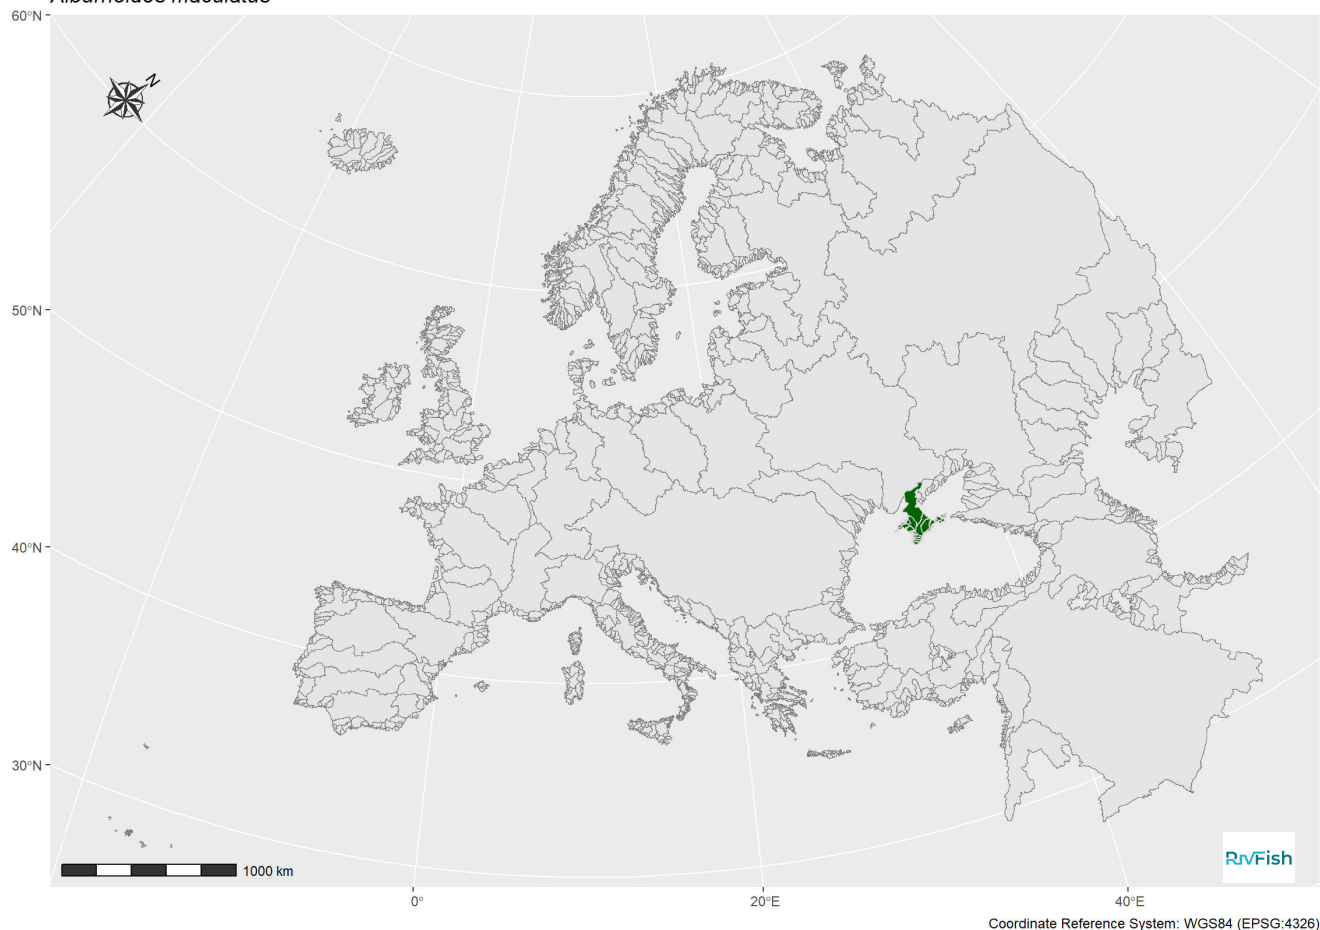 Alburnoides maculatus
60°N
N
50°N
40°N
30°N
1000 km
RivFish
0°
20°E
40°E
Coordinate Reference System: WGS84 (EPSG:4326)